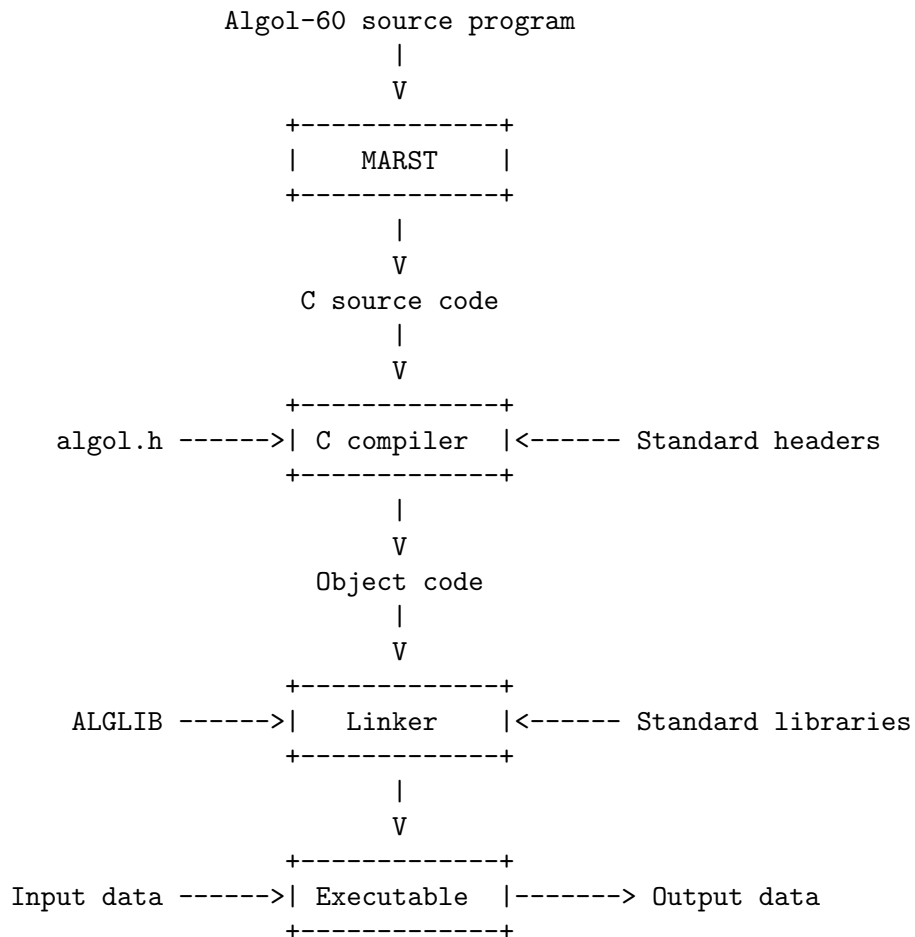 Algol-60 source program
|
V
+-------------+
|    MARST    |
+-------------+
|
V
C source code
|
V
+-------------+
algol.h ------>| C compiler  |<------ Standard headers
+-------------+
|
V
Object code
|
V
+-------------+
ALGLIB ------>|   Linker    |<------ Standard libraries
+-------------+
|
V
+-------------+
Input data ------>| Executable  |-------> Output data
+-------------+